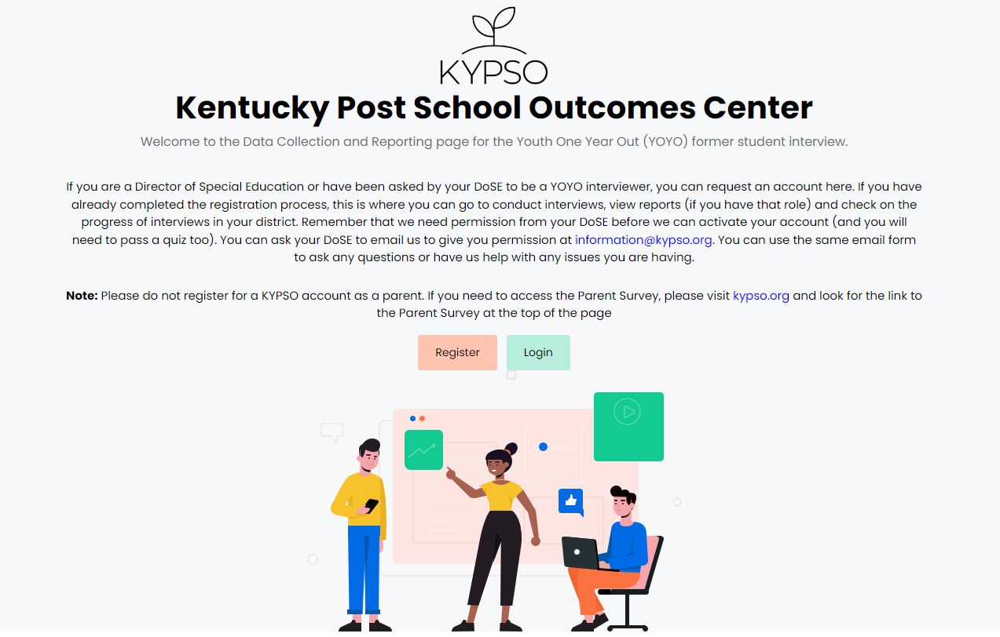 KYPSO
Kentucky Post School Outcomes Center
Welcome to the Data Collection and Reporting page for the Youth One Year Out (YOYO) former student interview.
If you are a Director of Special Education or have been asked by your DoSE to be a YOYO interviewer, you can request an account here. If you have
already completed the registration process, this is where you can go to conduct interviews, view reports (if you have that role) and check on the
progress of interviews in your district. Remember that we need permission from your DoSE before we can activate your account (and you will
need to pass a quiz too). You can ask your DoSE to email us to give you permission at information@kypso.org. You can use the same email form
to ask any questions or have us help with any issues you are having.
Note: Please do not register for a KYPSO account as a parent. If you need to access the Parent Survey, please visit kypso.org and look for the link to
the Parent Survey at the top of the page
Register Login